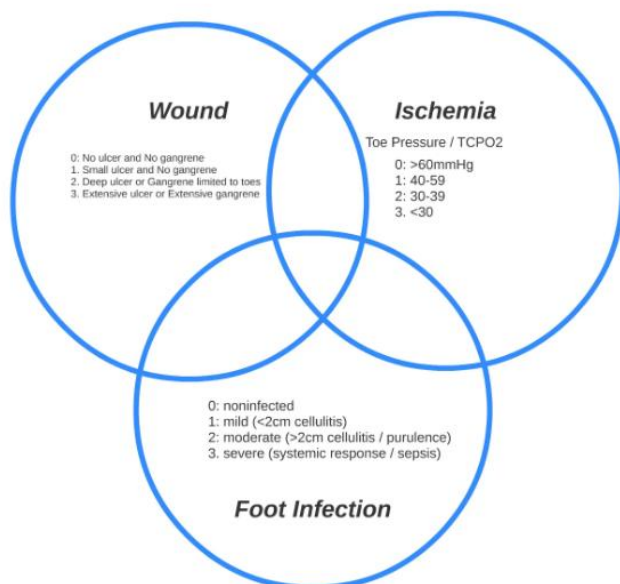 Wound
0: No ulcer and No gangrene
1. Small ulcer and No gangrene
2. Deep ulcer or Gangrene limited to toes
3. Extensive ulcer or Extensive gangrene
Ischemia
Toe Pressure / TCPO2
0: >60mmHg
1: 40-59
2: 30-39
3. <30
0: noninfected
1: mild (<2cm cellulitis)
2: moderate (>2cm cellulitis / purulence)
3. severe (systemic response / sepsis)
Foot Infection